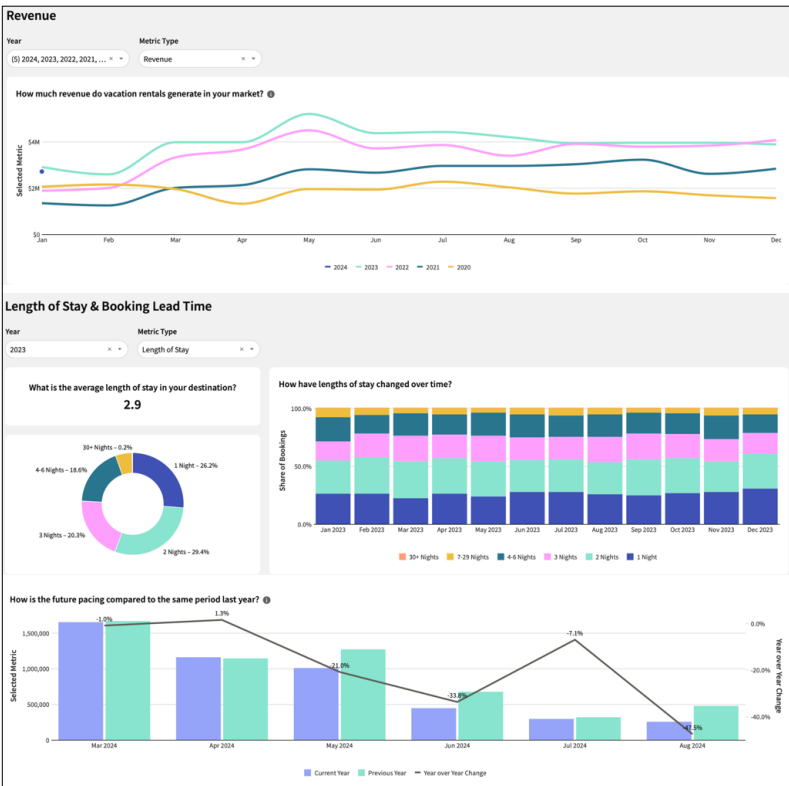 Revenue
Year Metric Type
(5) 2024, 2023, 2022, 2021, ... × Revenue ×
How much revenue do vacation rentals generate in your market?
Selected Metric
$4M
$2M
$0
Jan Feb Mar Apr May Jun Jul Aug Sep Oct Nov Dec
2024 2023 2022 2021 2020
Length of Stay & Booking Lead Time
Year Metric Type
2023 × Length of Stay ×
What is the average length of stay in your destination?
2.9
30+ Nights – 0.2%
4-6 Nights – 18.6%
1 Night – 26.2%
3 Nights – 20.3%
2 Nights – 29.4%
How have lengths of stay changed over time?
Share of Bookings
100.0%
50.0%
0.0%
Jan 2023 Feb 2023 Mar 2023 Apr 2023 May 2023 Jun 2023 Jul 2023 Aug 2023 Sep 2023 Oct 2023 Nov 2023 Dec 2023
30+ Nights 7-29 Nights 4-6 Nights 3 Nights 2 Nights 1 Night
How is the future pacing compared to the same period last year?
Selected Metric
1,500,000
1,000,000
500,000
0
-1.0% 1.3% -21.0% -33.8% -7.1% -47.5%
0.0%
-20.0%
-40.0%
Year over Year Change
Mar 2024 Apr 2024 May 2024 Jun 2024 Jul 2024 Aug 2024
Current Year Previous Year Year over Year Change